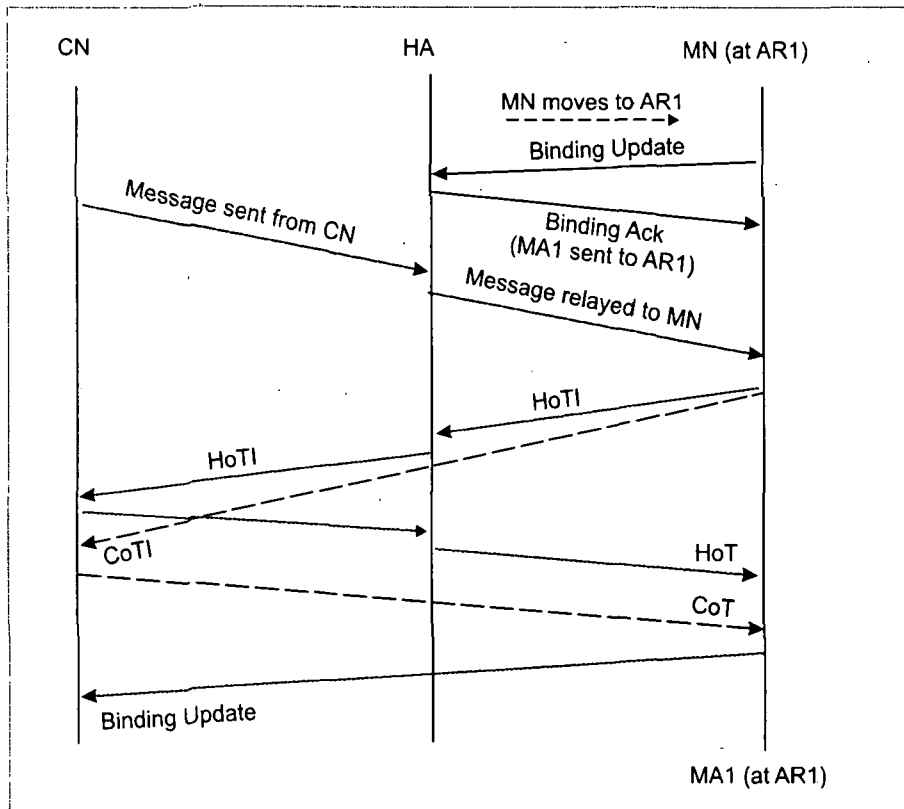 CN
HA
MN (at AR1)
MN moves to AR1
Binding Update
Message sent from CN
Binding Ack
(MA1 sent to AR1)
Message relayed to MN
HoTI
HoTI
CoTI
HoT
CoT
Binding Update
MA1 (at AR1)